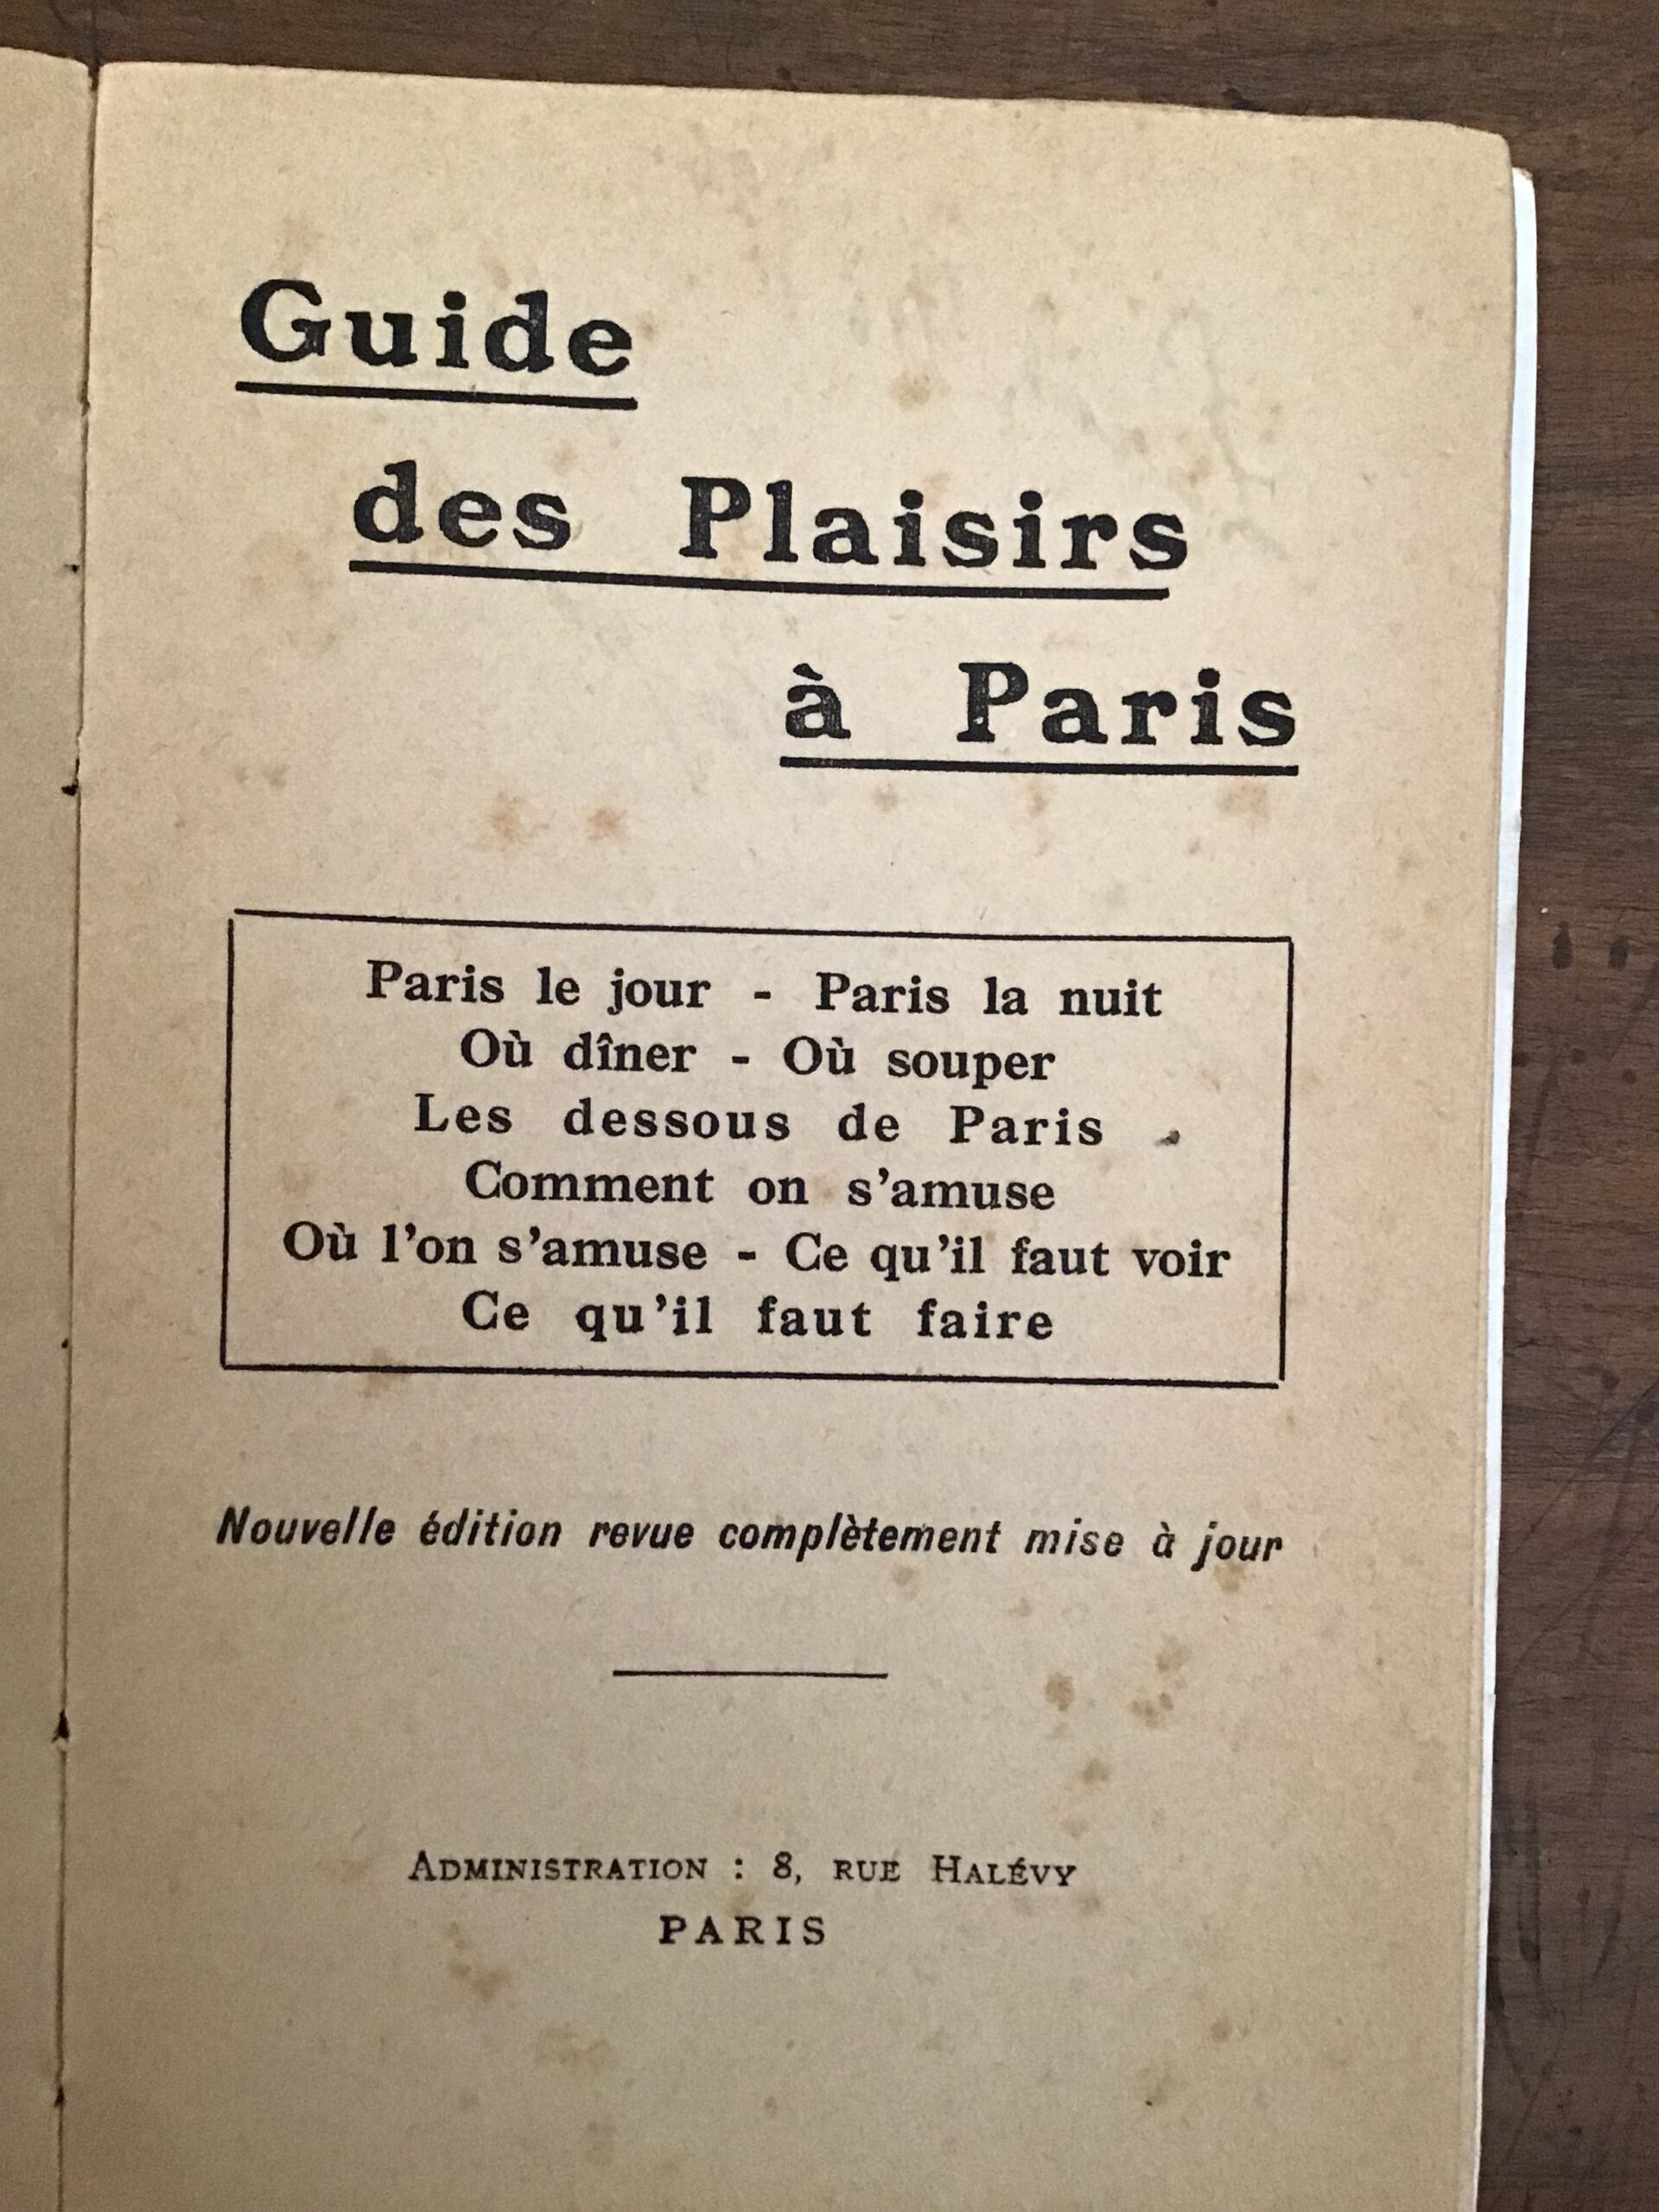 Guide
des Plaisirs
à Paris
Paris le jour - Paris la nuit
Où dîner - Où souper
Les dessous de Paris
Comment on s'amuse
Où l'on s'amuse - Ce qu'il faut voir
Ce qu'il faut faire
Nouvelle édition revue complètement mise à jour
ADMINISTRATION : 8, RUE HALÉVY
PARIS